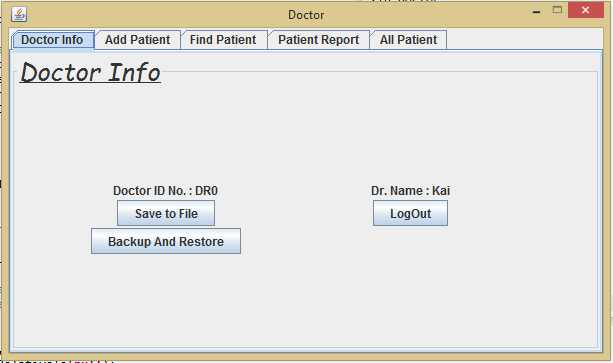 Doctor
Doctor Info Add Patient Find Patient Patient Report All Patient
Doctor Info
Doctor ID No. : DR0 Dr. Name : Kai
Save to File LogOut
Backup And Restore